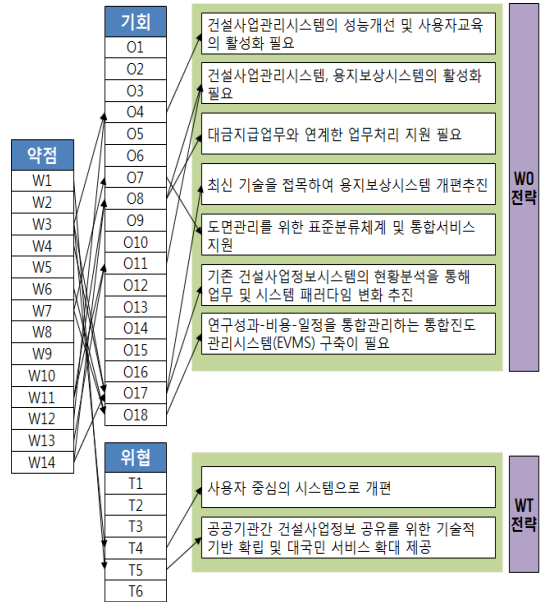 기회
O1
O2
O3
O4
O5
O6
O7
O8
O9
O10
O11
O12
O13
O14
O15
O16
O17
O18
약점
W1
W2
W3
W4
W5
W6
W7
W8
W9
W10
W11
W12
W13
W14
건설사업관리시스템의 성능개선 및 사용자교육
의 활성화 필요
건설사업관리시스템, 용지보상시스템의 활성화
필요
대금지급업무와 연계한 업무처리 지원 필요
최신 기술을 접목하여 용지보상시스템 개편추진
도면관리를 위한 표준분류체계 및 통합서비스
지원
기존 건설사업정보시스템의 현황분석을 통해
업무 및 시스템 패러다임 변화 추진
연구성과-비용-일정을 통합관리하는 통합진도
관리시스템(EVMS) 구축이 필요
WO
전략
위협
T1
T2
T3
T4
T5
T6
사용자 중심의 시스템으로 개편
공공기관간 건설사업정보 공유를 위한 기술적
기반 확립 및 대국민 서비스 확대 제공
WT
전략